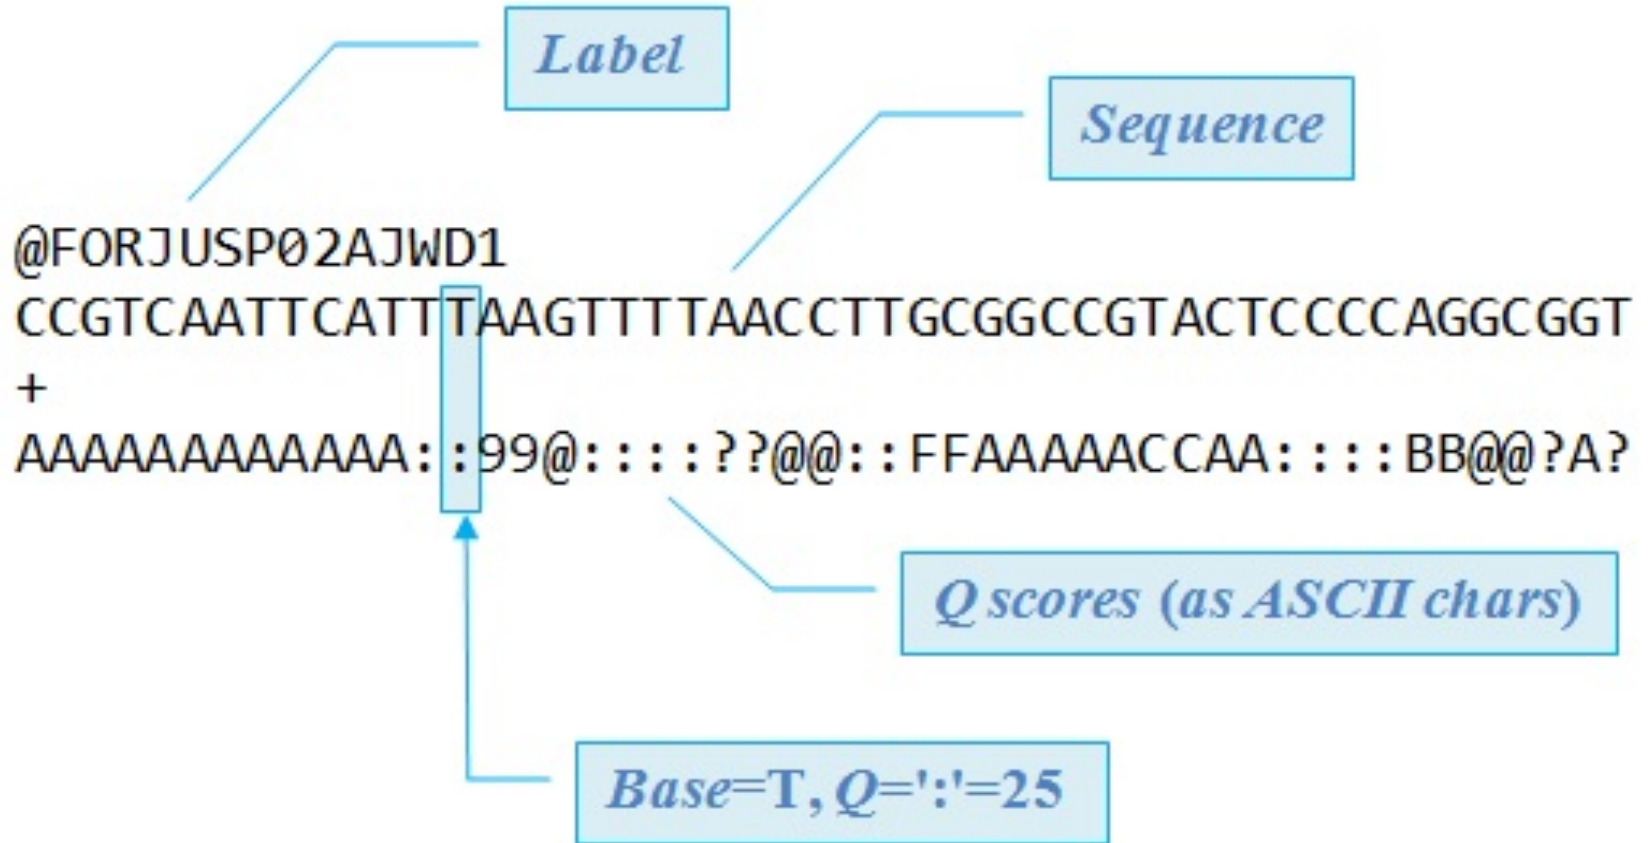 Label
Sequence
@FORJUSP02AJWD1
CCGTCAATTCATTTAAGTTTTAACCTTGCGGCCGTACTCCCCAGGCGGT
+
AAAAAAAAAAAA::99@::::??@@::FFAAAAACCAA::::BB@@?A?
Q scores (as ASCII chars)
Base=T, Q=':'=25